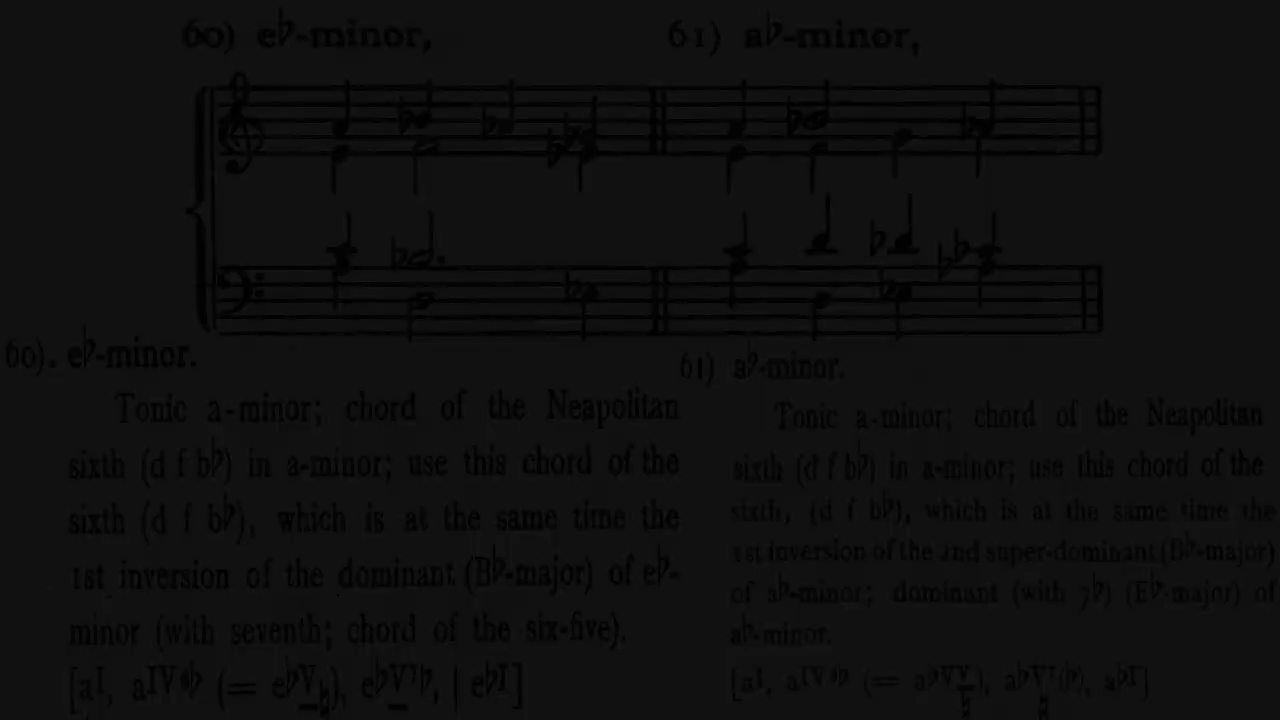 60) e♭-minor,
61) a♭-minor,
60). e♭-minor.
Tonic a-minor; chord of the Neapolitan
sixth (d f b♭) in a-minor; use this chord of the
sixth (d f b♭), which is at the same time the
1st inversion of the dominant (B♭-major) of e♭-
minor (with seventh; chord of the six-five).
[aI, aIV⁶♭ (= e♭V♮), e♭V7♭, | e♭I]
61) a♭-minor.
Tonic a-minor; chord of the Neapolitan
sixth (d f b♭) in a-minor; use this chord of the
sixth, (d f b♭), which is at the same time the
1st inversion of the 2nd super-dominant (B♭-major)
of a♭-minor; dominant (with 7♭) (E♭-major) of
a♭-minor.